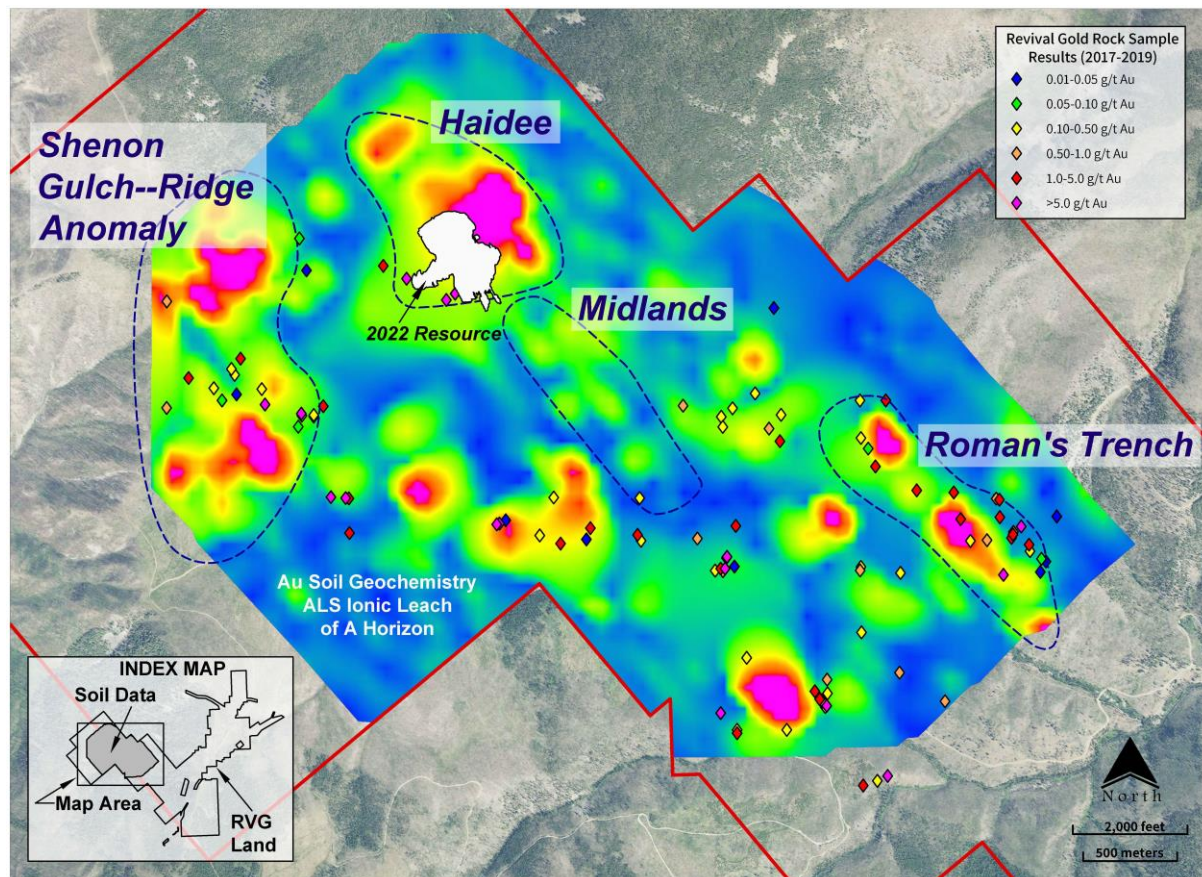 Revival Gold Rock Sample
Results (2017-2019)
0.01-0.05 g/t Au
0.05-0.10 g/t Au
0.10-0.50 g/t Au
0.50-1.0 g/t Au
1.0-5.0 g/t Au
>5.0 g/t Au
Haidee
Shenon
Gulch--Ridge
Anomaly
2022 Resource
Midlands
Roman's Trench
Au Soil Geochemistry
ALS Ionic Leach
of A Horizon
INDEX MAP
Soil Data
Map Area
RVG
Land
North
2,000 feet
500 meters